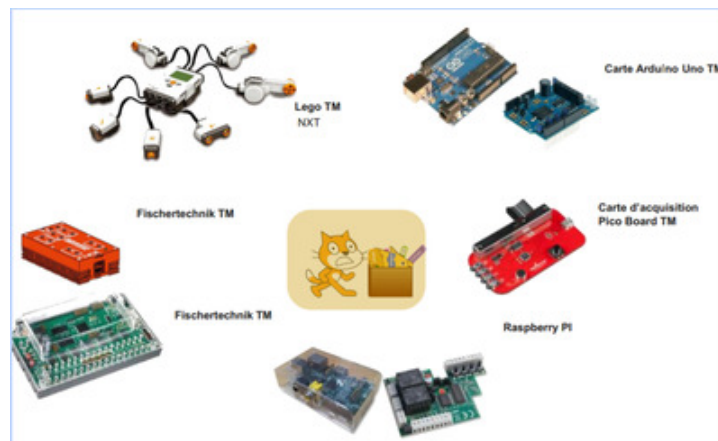 Lego TM
NXT
Carte Arduino Uno TM
Fischertechnik TM
Carte d'acquisition
Pico Board TM
Fischertechnik TM
Raspberry PI